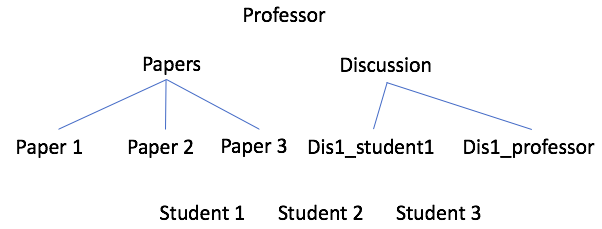 Professor
Papers Discussion
Paper 1 Paper 2 Paper 3 Dis1_student1 Dis1_professor
Student 1 Student 2 Student 3